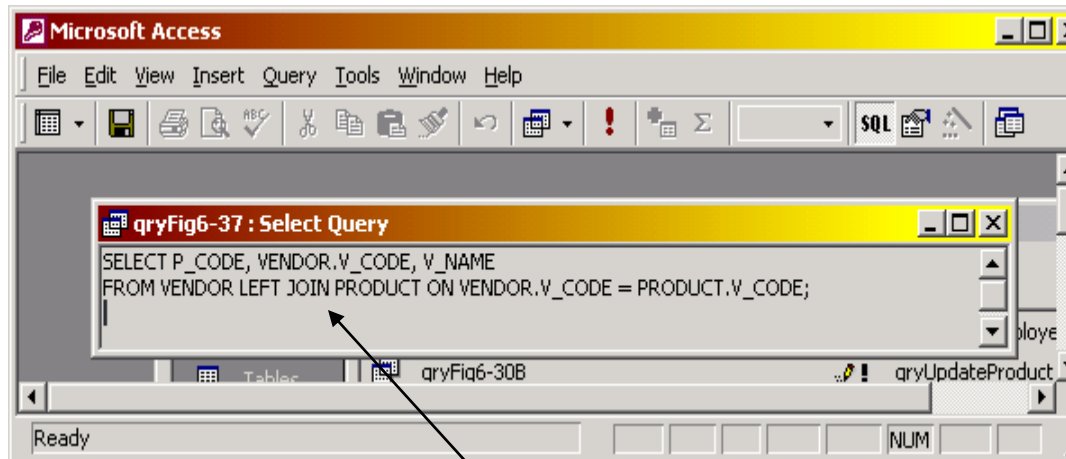 Microsoft Access
File Edit View Insert Query Tools Window Help
ABC
SQL
qryFig6-37 : Select Query
SELECT P_CODE, VENDOR.V_CODE, V_NAME
FROM VENDOR LEFT JOIN PRODUCT ON VENDOR.V_CODE = PRODUCT.V_CODE;
Tables qryFig6-30B qryUpdateProduct
Ready NUM